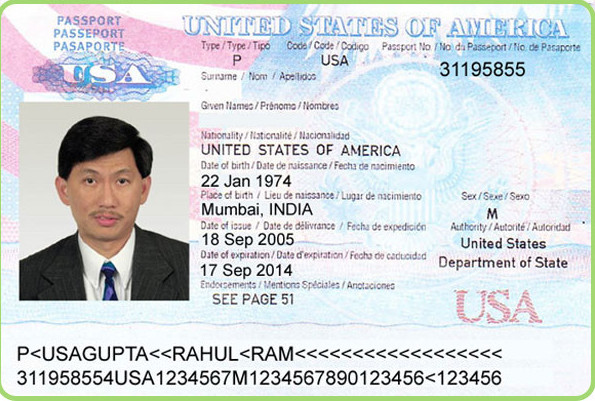 PASSPORT
PASSEPORT
PASAPORTE
USA
UNITED STATES OF AMERICA
Type / Type / Tipo Code / Code / Codigo Passport No. / No. du Passeport / No. de Pasaporte
P USA 31195855
Surname / Nom / Apellidos
Given Names / Prénoms / Nombres
Nationality / Nationalité / Nacionalidad
UNITED STATES OF AMERICA
Date of birth / Date de naissance / Fecha de nacimiento
22 Jan 1974
Place of birth / Lieu de naissance / Lugar de nacimiento Sex / Sexe / Sexo
Mumbai, INDIA M
Date of issue / Date de délivrance / Fecha de expedición Authority / Autorité / Autoridad
18 Sep 2005 United States
Date of expiration / Date d'expiration / Fecha de caducidad Department of State
17 Sep 2014
Endorsements / Mentions Spéciales / Anotaciones
SEE PAGE 51
USA
P<USAGUPTA<<RAHUL<RAM<<<<<<<<<<<<<<<<<<
311958554USA1234567M1234567890123456<123456